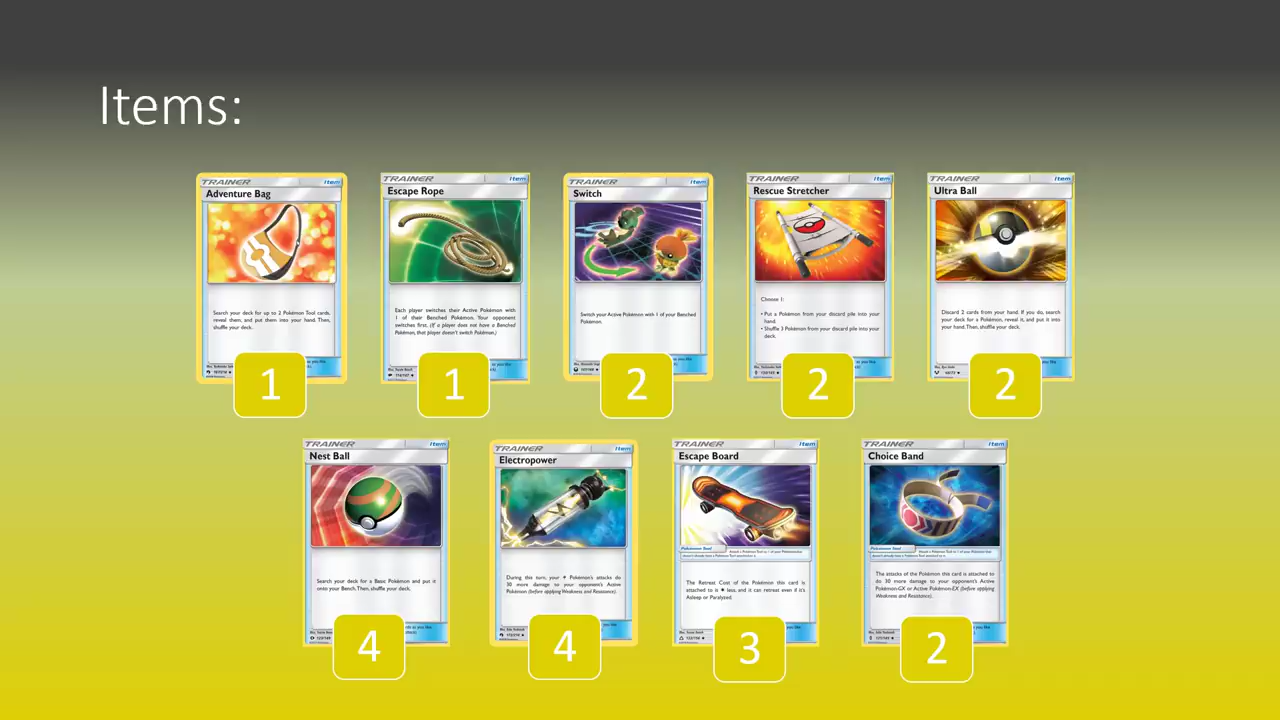 Items:
TRAINER Item
Adventure Bag
Search your deck for up to 2 Pokémon Tool cards,
reveal them, and put them into your hand. Then,
shuffle your deck.
1
TRAINER Item
Escape Rope
Each player switches their Active Pokémon with
1 of their Benched Pokémon. Your opponent
switches first. (If a player does not have a Benched
Pokémon, that player doesn't switch Pokémon.)
1
TRAINER Item
Switch
Switch your Active Pokémon with 1 of your Benched
Pokémon.
2
TRAINER Item
Rescue Stretcher
Choose 1:
• Put a Pokémon from your discard pile into your
hand.
• Shuffle 3 Pokémon from your discard pile into your
deck.
2
TRAINER Item
Ultra Ball
Discard 2 cards from your hand. If you do, search
your deck for a Pokémon, reveal it, and put it into
your hand. Then, shuffle your deck.
2
TRAINER Item
Nest Ball
Search your deck for a Basic Pokémon and put it
onto your Bench. Then, shuffle your deck.
4
TRAINER Item
Electropower
During this turn, your Pokémon's attacks do
30 more damage to your opponent's Active
Pokémon (before applying Weakness and Resistance).
4
TRAINER Item
Escape Board
Pokémon Tool
The Retreat Cost of the Pokémon this card is
attached to is less, and it can retreat even if it's
Asleep or Paralyzed.
3
TRAINER Item
Choice Band
Pokémon Tool
The attacks of the Pokémon this card is attached to
do 30 more damage to your opponent's Active
Pokémon-GX or Active Pokémon-EX (before applying
Weakness and Resistance).
2